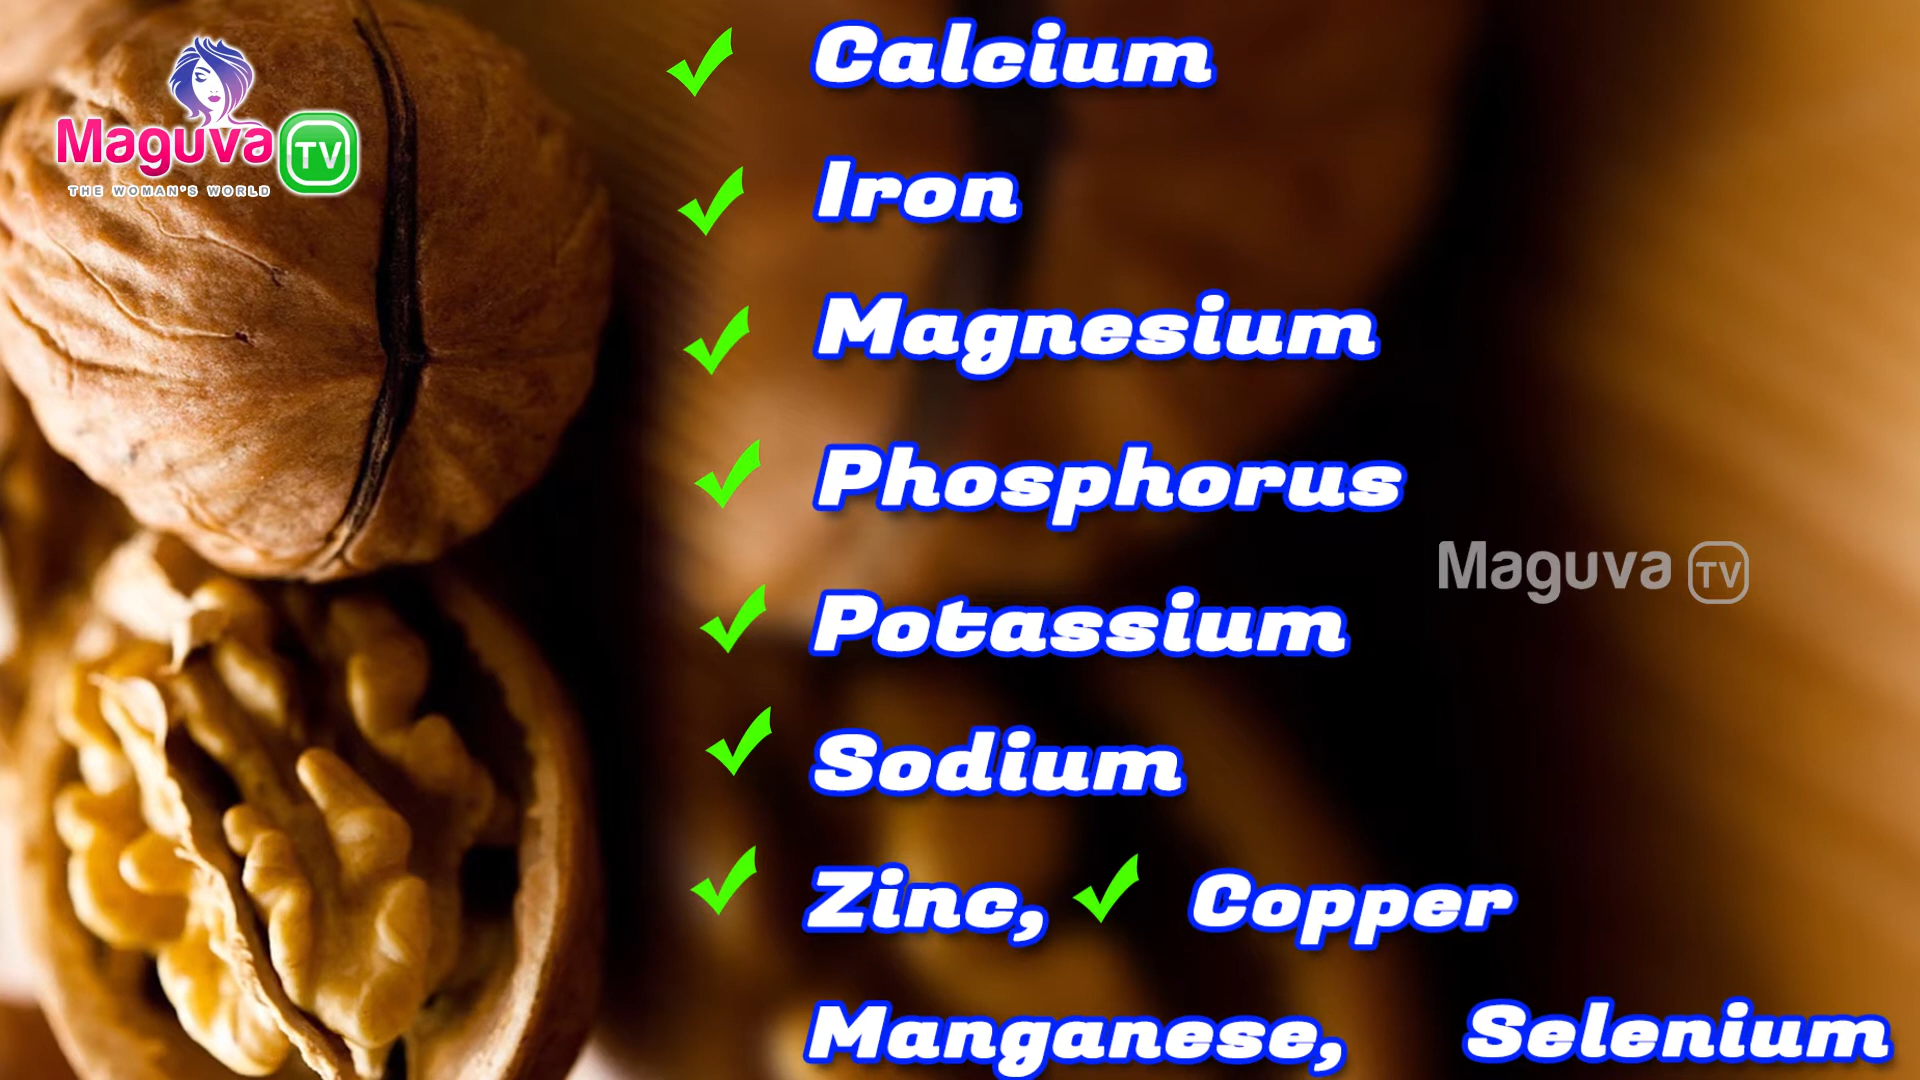 Calcium
Maguva TV
THE WOMAN'S WORLD
Iron
Magnesium
Phosphorus
Maguva TV
Potassium
Sodium
Zinc, Copper
Manganese, Selenium